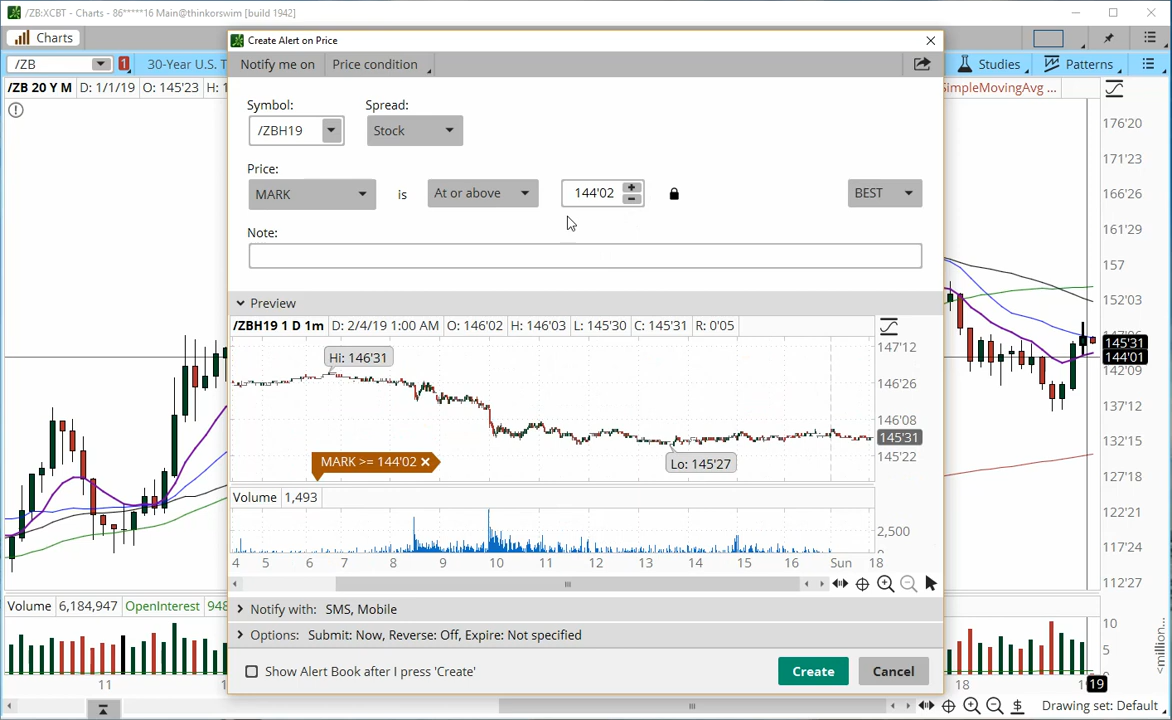 /ZB:XCBT - Charts - 86*****16 Main@thinkorswim [build 1942]
Charts
/ZB
1
30-Year U.S. T
Studies
Patterns
/ZB 20 Y M
D: 1/1/19
O: 145'23
H: 1
SimpleMovingAvg ...
Create Alert on Price
Notify me on
Price condition
Symbol:
Spread:
/ZBH19
Stock
Price:
MARK
is
At or above
144'02
BEST
Note:
Preview
/ZBH19 1 D 1m
D: 2/4/19 1:00 AM
O: 146'02
H: 146'03
L: 145'30
C: 145'31
R: 0'05
147'12
146'26
146'08
145'31
145'22
Hi: 146'31
MARK >= 144'02
Lo: 145'27
Volume
1,493
2,500
0
4 5 6 7 8 9 10 11 12 13 14 15 16 Sun 18
Notify with: SMS, Mobile
Options: Submit: Now, Reverse: Off, Expire: Not specified
Show Alert Book after I press 'Create'
Create
Cancel
176'20
171'23
166'26
161'29
157
152'03
145'31
144'01
142'09
137'12
132'15
127'18
122'21
117'24
112'27
Volume
6,184,947
OpenInterest
948
10
5
0
<million...
11
18
19
Drawing set: Default